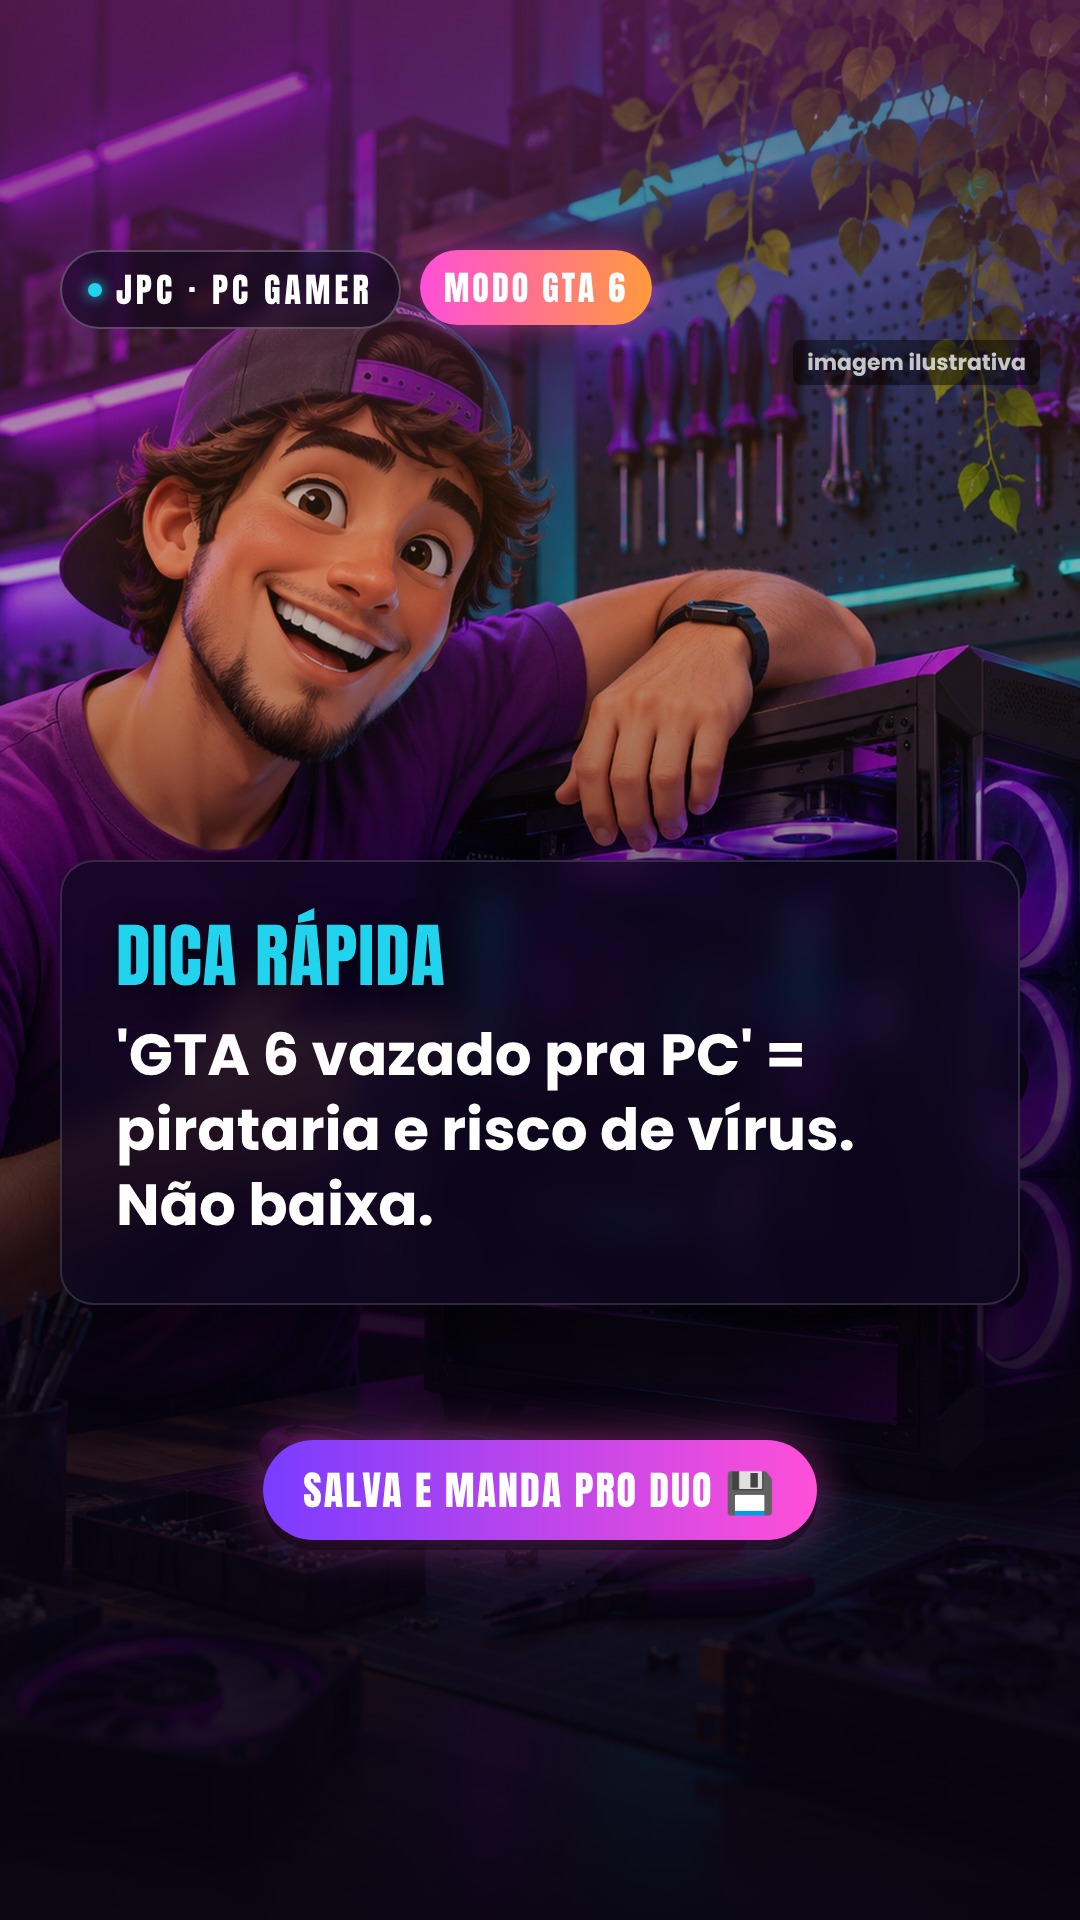 JPC · PC GAMER
MODO GTA 6
imagem ilustrativa
DICA RÁPIDA
'GTA 6 vazado pra PC' =
pirataria e risco de vírus.
Não baixa.
SALVA E MANDA PRO DUO 💾